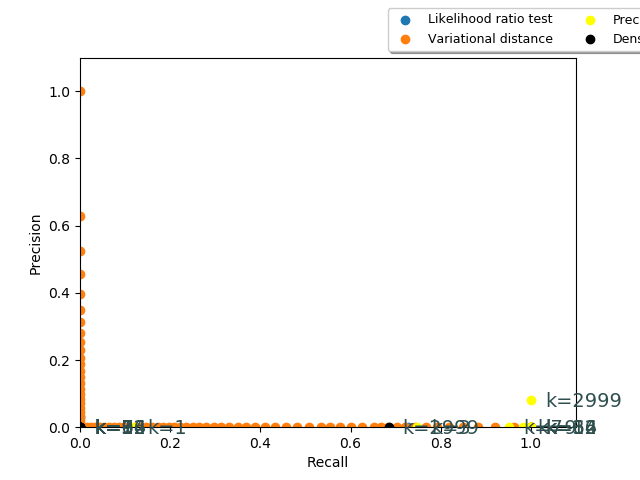 Likelihood ratio test
Variational distance
Prec
Dens
Precision
1.0
0.8
0.6
0.4
0.2
0.0
k=2999
k=1
0.0
0.2
0.4
0.6
0.8
1.0
Recall